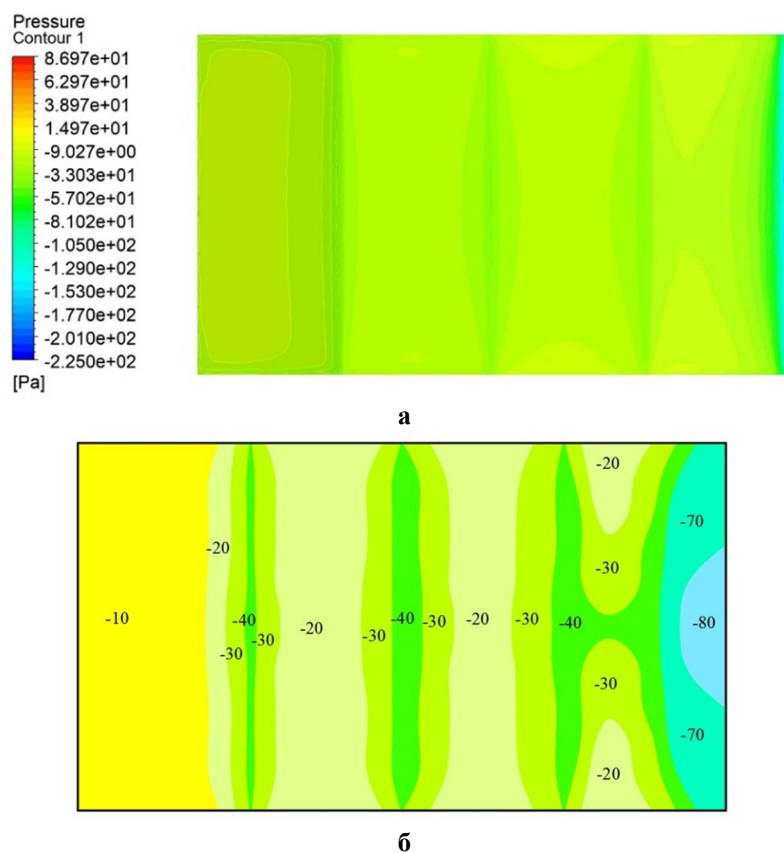 Pressure
Contour 1
8.697e+01
6.297e+01
3.897e+01
1.497e+01
-9.027e+00
-3.303e+01
-5.702e+01
-8.102e+01
-1.050e+02
-1.290e+02
-1.530e+02
-1.770e+02
-2.010e+02
-2.250e+02
[Pa]
а
-20
-70
-20
-30
-10
-40
-30
-30
-20
-30
-40
-30
-20
-30
-40
-80
-30
-70
-20
б